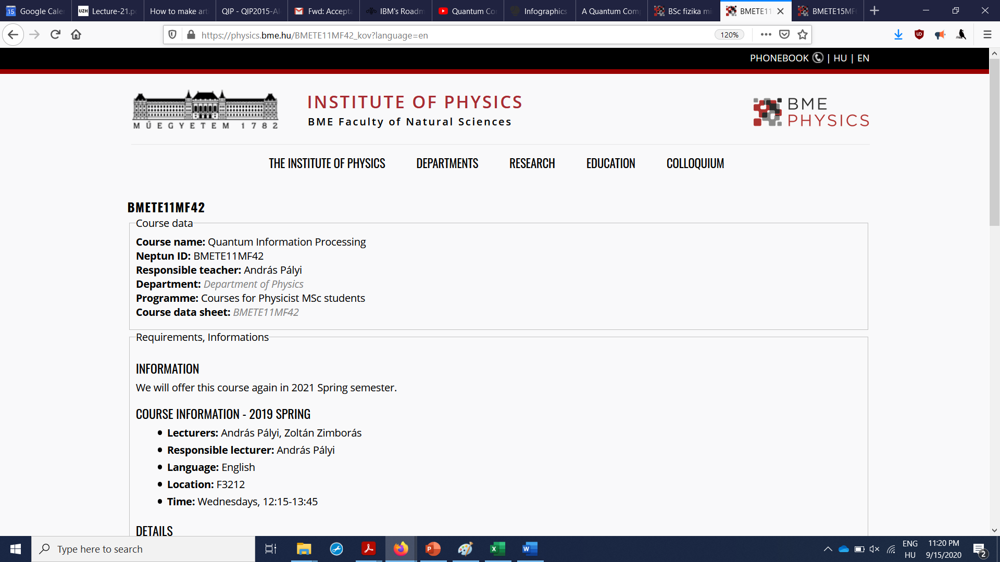 15 Google Caler
UZH Lecture-21.p
How to make art
QIP - QIP2015-Al
Fwd: Accepta
IBM's Roadm
Quantum Co
Infographics
A Quantum Comp
BSc fizika m
BMETE11
BMETE15MF
https://physics.bme.hu/BMETE11MF42_kov?language=en
120%
PHONEBOOK | HU | EN
MŰEGYETEM 1782
INSTITUTE OF PHYSICS
BME Faculty of Natural Sciences
BME
PHYSICS
THE INSTITUTE OF PHYSICS
DEPARTMENTS
RESEARCH
EDUCATION
COLLOQUIUM
BMETE11MF42
Course data
Course name: Quantum Information Processing
Neptun ID: BMETE11MF42
Responsible teacher: András Pályi
Department: Department of Physics
Programme: Courses for Physicist MSc students
Course data sheet: BMETE11MF42
Requirements, Informations
INFORMATION
We will offer this course again in 2021 Spring semester.
COURSE INFORMATION - 2019 SPRING
• Lecturers: András Pályi, Zoltán Zimborás
• Responsible lecturer: András Pályi
• Language: English
• Location: F3212
• Time: Wednesdays, 12:15-13:45
DETAILS
Type here to search
ENG
HU
11:20 PM
9/15/2020
2